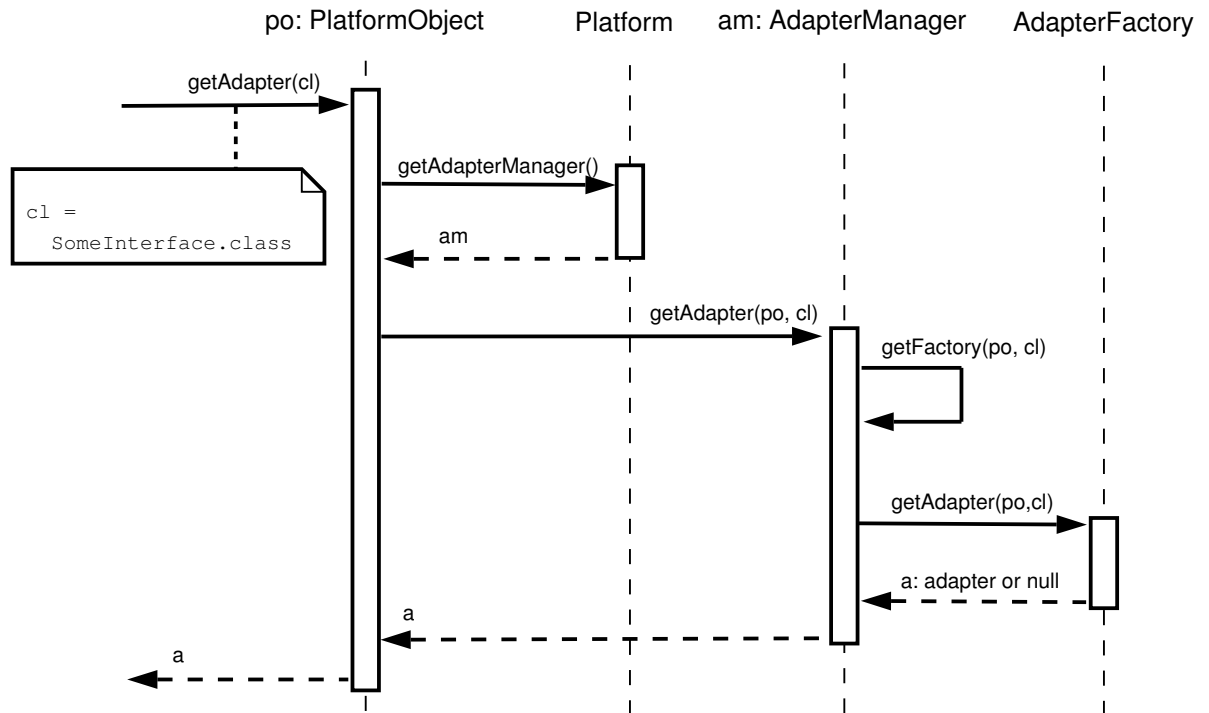 po: PlatformObject
Platform
am: AdapterManager
AdapterFactory
getAdapter(cl)
getAdapterManager()
cl =
SomeInterface.class
am
getAdapter(po, cl)
getFactory(po, cl)
getAdapter(po,cl)
a: adapter or null
a
a